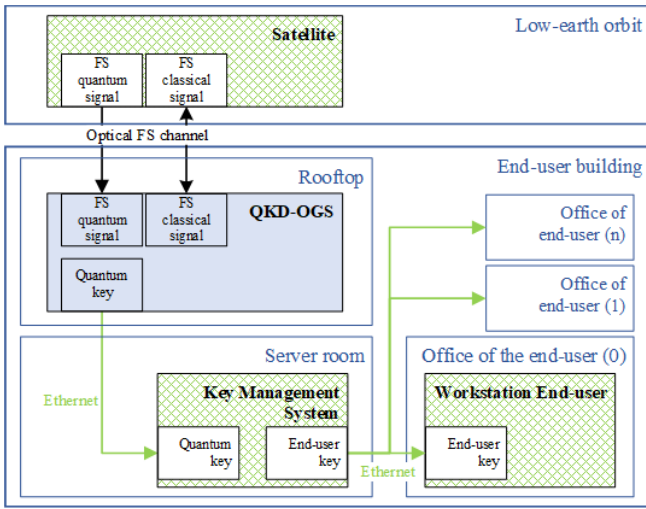 Low-earth orbit
Satellite
FS
quantum
signal
FS
classical
signal
Optical FS channel
End-user building
Rooftop
QKD-OGS
FS
quantum
signal
FS
classical
signal
Quantum
key
Office of
end-user (n)
Office of
end-user (1)
Server room
Ethernet
Key Management
System
Quantum
key
End-user
key
Ethernet
Office of the end-user (0)
Workstation End-user
End-user
key